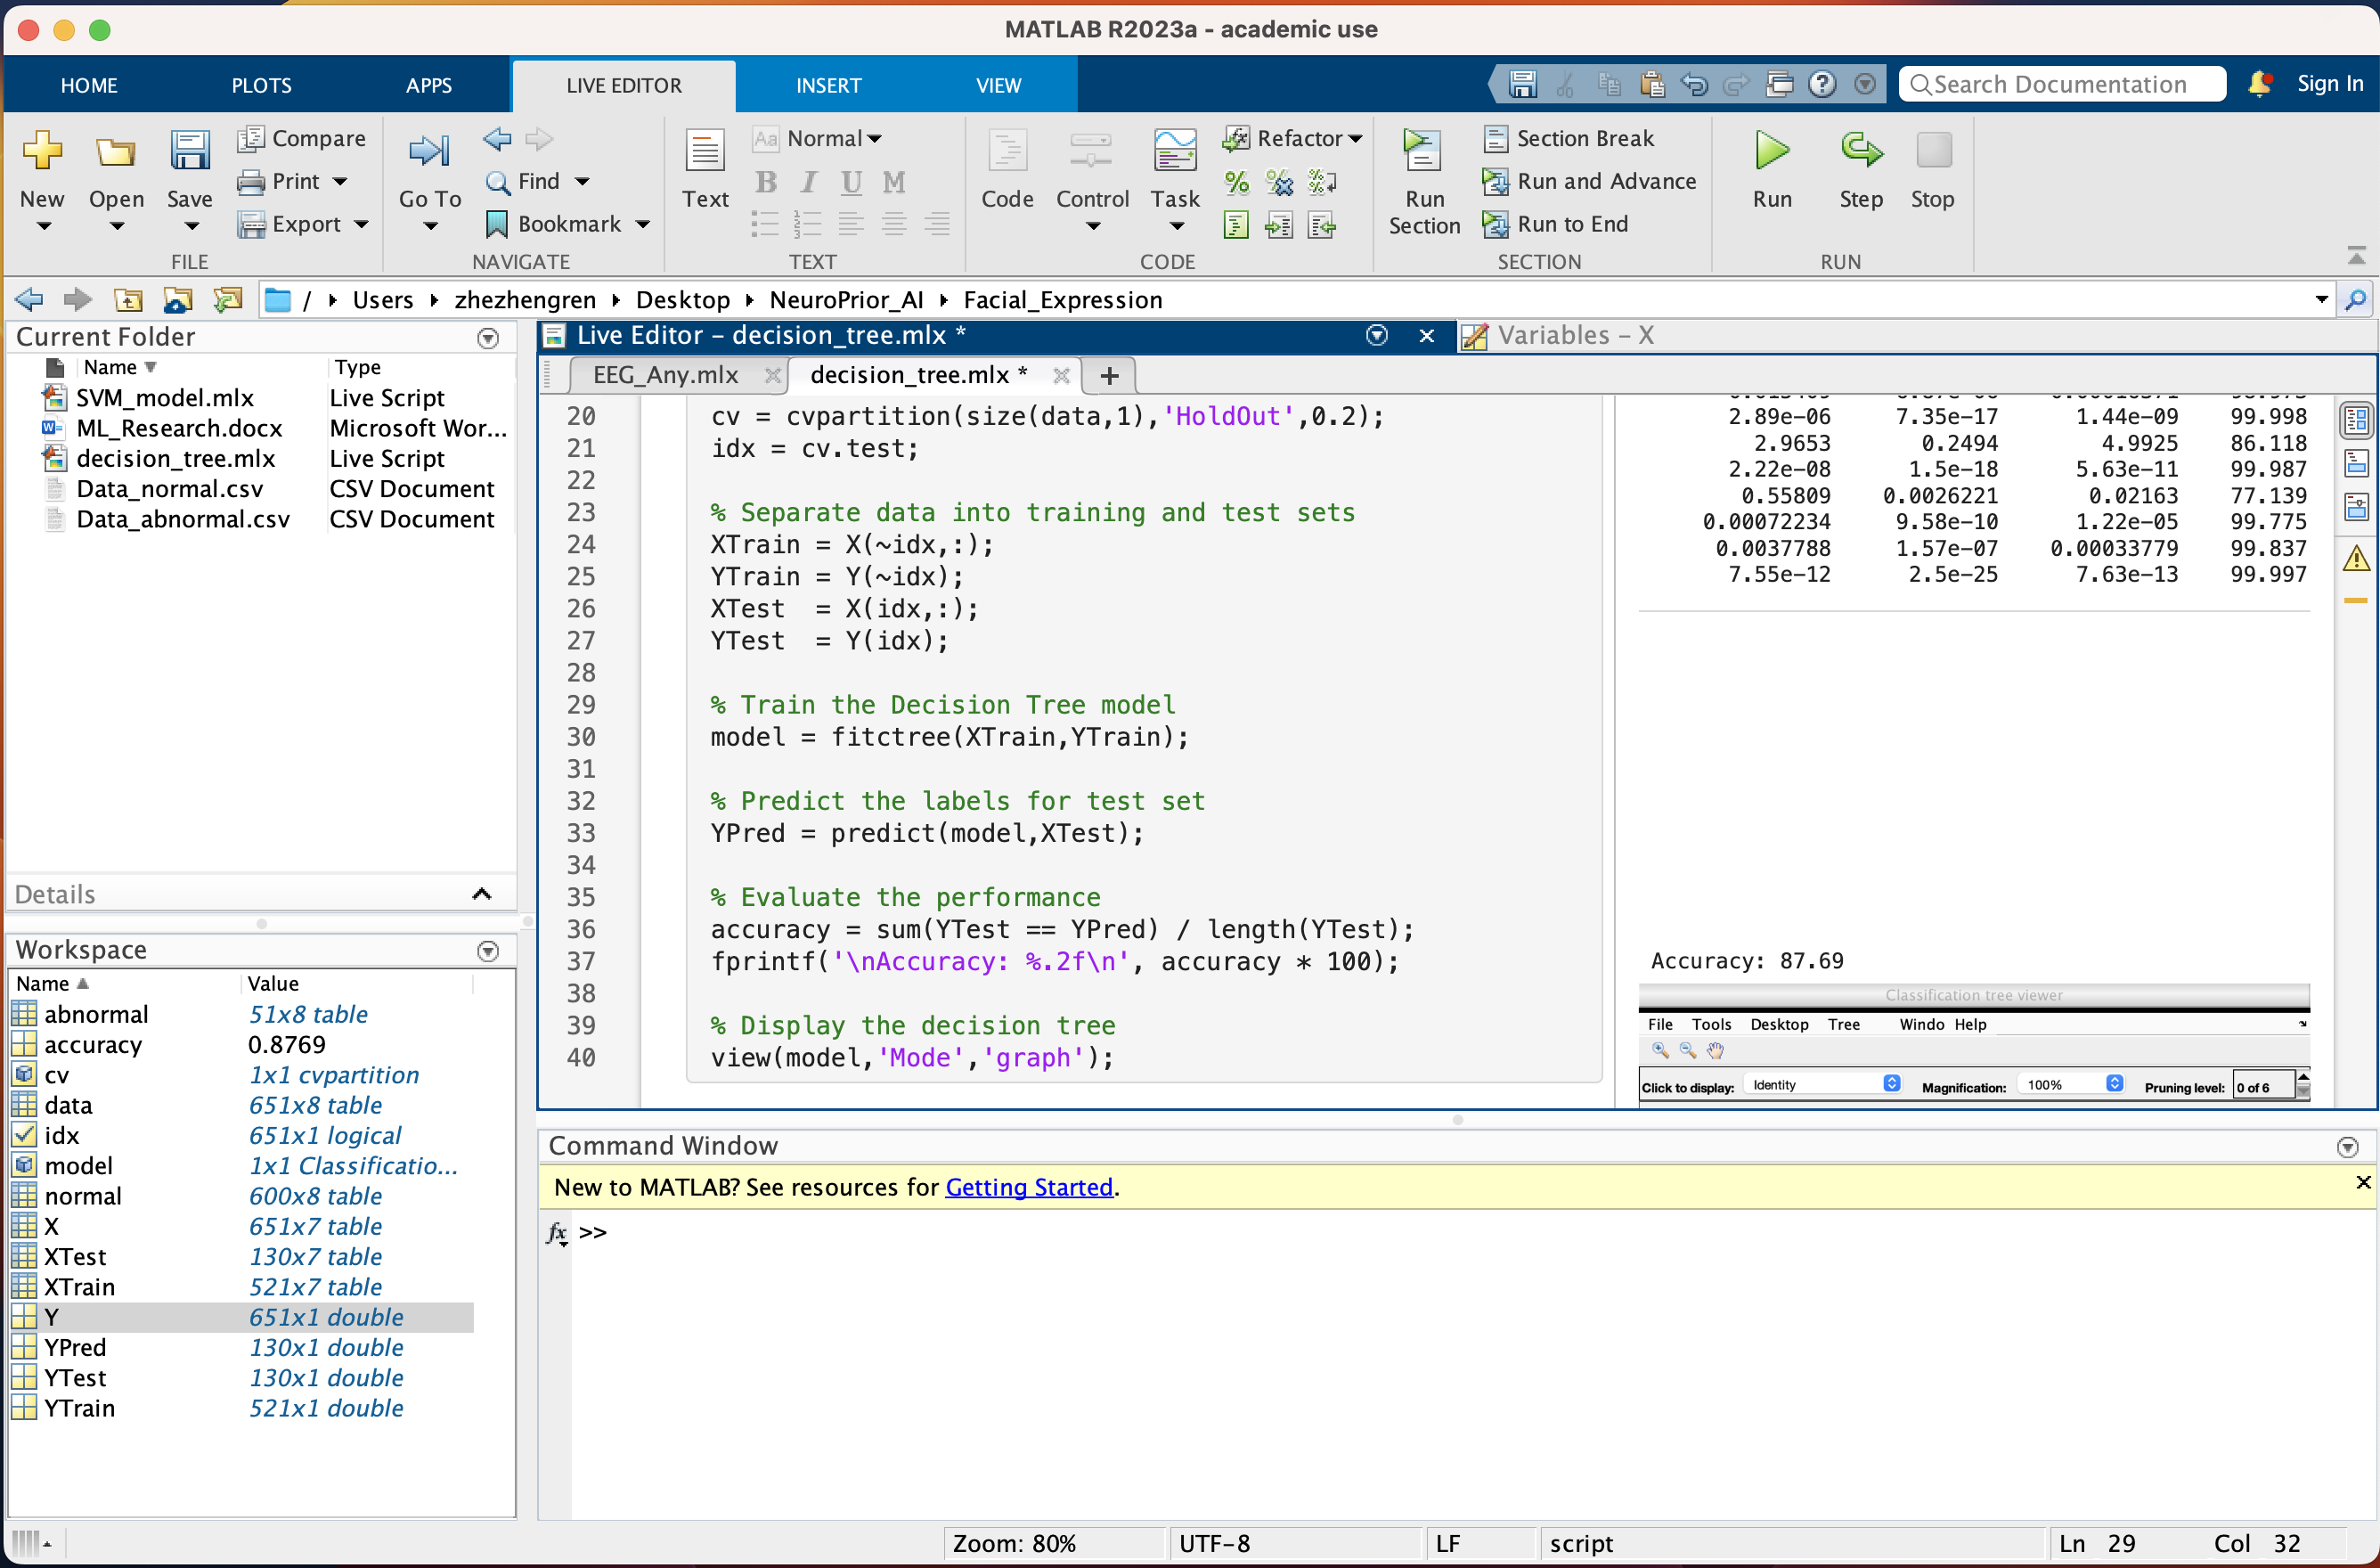 MATLAB R2023a - academic use
HOME PLOTS APPS LIVE EDITOR INSERT VIEW Search Documentation Sign In
New Open Save Compare Print Export FILE
Go To Find Bookmark NAVIGATE
Text Aa Normal B I U M TEXT
Code Control Task Refactor CODE
Run Section Section Break Run and Advance Run to End SECTION
Run Step Stop RUN
/ Users zhezhengren Desktop NeuroPrior_AI Facial_Expression
Current Folder
Name Type
SVM_model.mlx Live Script
ML_Research.docx Microsoft Wor...
decision_tree.mlx Live Script
Data_normal.csv CSV Document
Data_abnormal.csv CSV Document
Details
Workspace
Name Value
abnormal 51x8 table
accuracy 0.8769
cv 1x1 cvpartition
data 651x8 table
idx 651x1 logical
model 1x1 Classificatio...
normal 600x8 table
X 651x7 table
XTest 130x7 table
XTrain 521x7 table
Y 651x1 double
YPred 130x1 double
YTest 130x1 double
YTrain 521x1 double
Live Editor - decision_tree.mlx *
Variables - X
EEG_Any.mlx decision_tree.mlx * +
20 cv = cvpartition(size(data,1),'HoldOut',0.2);
21 idx = cv.test;
22
23 % Separate data into training and test sets
24 XTrain = X(~idx,:);
25 YTrain = Y(~idx);
26 XTest  = X(idx,:);
27 YTest  = Y(idx);
28
29 % Train the Decision Tree model
30 model = fitctree(XTrain,YTrain);
31
32 % Predict the labels for test set
33 YPred = predict(model,XTest);
34
35 % Evaluate the performance
36 accuracy = sum(YTest == YPred) / length(YTest);
37 fprintf('\nAccuracy: %.2f\n', accuracy * 100);
38
39 % Display the decision tree
40 view(model,'Mode','graph');
2.89e-06 7.35e-17 1.44e-09 99.998
2.9653 0.2494 4.9925 86.118
2.22e-08 1.5e-18 5.63e-11 99.987
0.55809 0.0026221 0.02163 77.139
0.00072234 9.58e-10 1.22e-05 99.775
0.0037788 1.57e-07 0.00033779 99.837
7.55e-12 2.5e-25 7.63e-13 99.997
Accuracy: 87.69
Classification tree viewer
File Tools Desktop Tree Windo Help
Click to display: Identity Magnification: 100% Pruning level: 0 of 6
Command Window
New to MATLAB? See resources for Getting Started.
fx >>
Zoom: 80% UTF-8 LF script Ln 29 Col 32